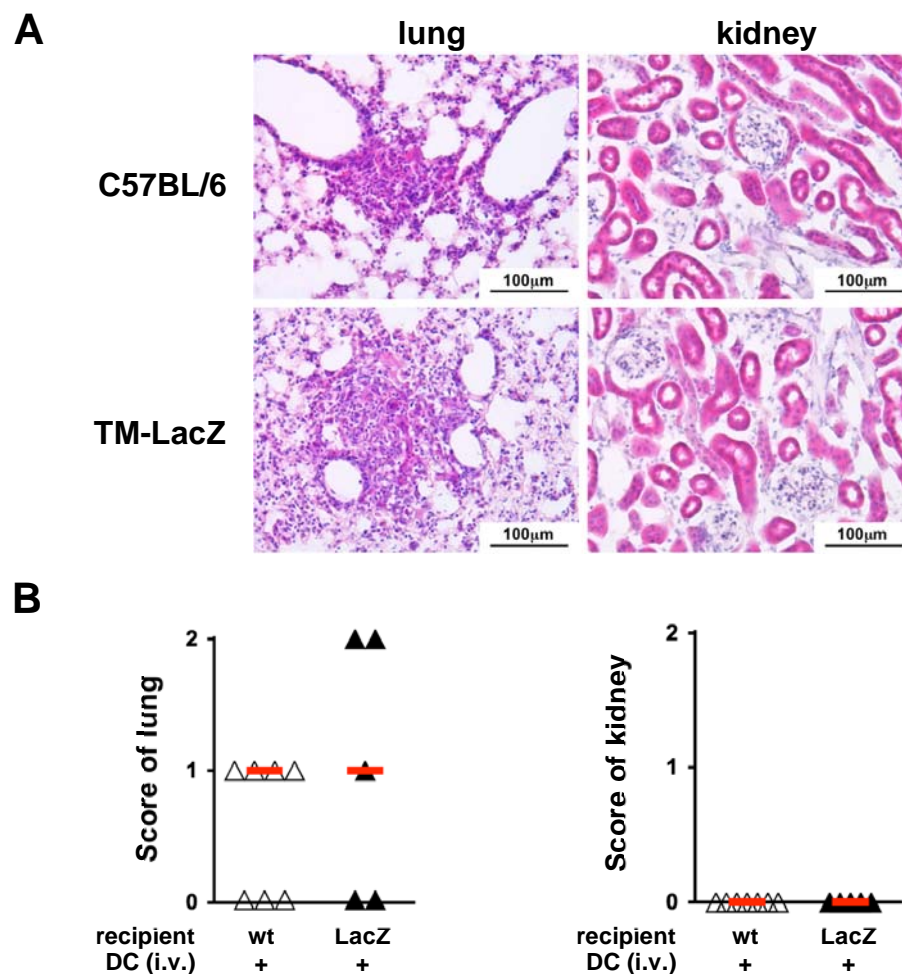 A
lung kidney
C57BL/6
100μm 100μm
TM-LacZ
100μm 100μm
B
Score of lung
2
1
0
recipient wt LacZ
DC (i.v.) + +
Score of kidney
2
1
0
recipient wt LacZ
DC (i.v.) + +